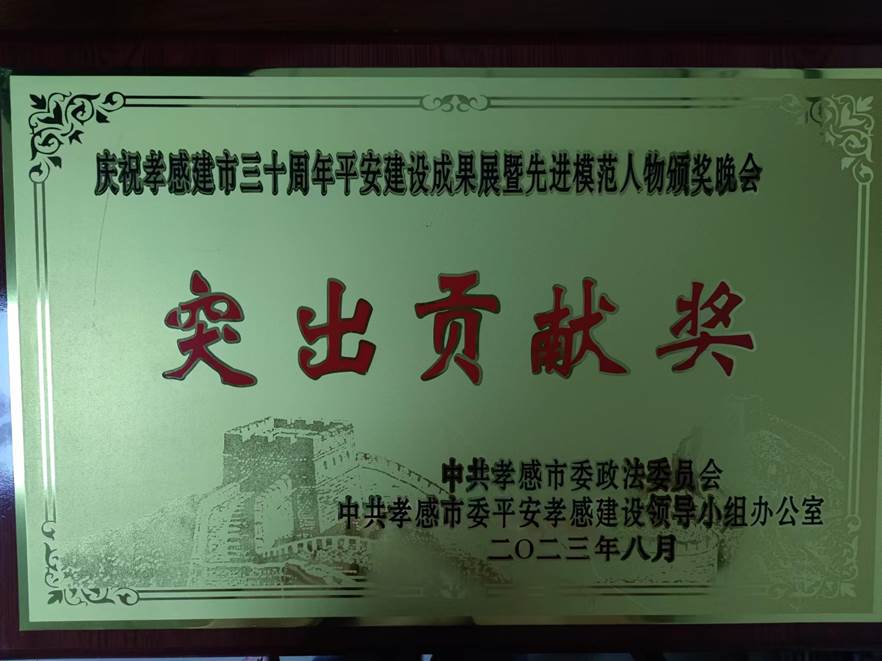 庆祝孝感建市三十周年平安建设成果展暨先进模范人物颁奖晚会
突出贡献奖
中共孝感市委政法委员会
中共孝感市委平安孝感建设领导小组办公室
二〇二三年八月